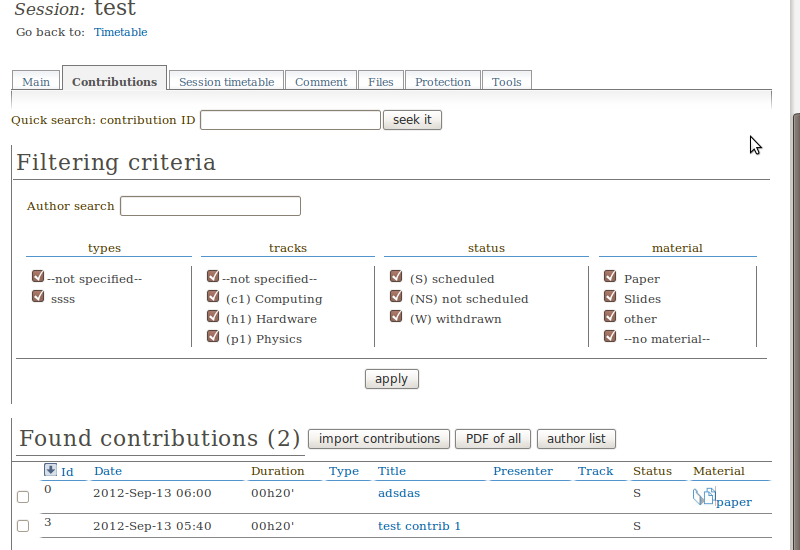 Session: test
Go back to: Timetable
Main Contributions Session timetable Comment Files Protection Tools
Quick search: contribution ID seek it
Filtering criteria
Author search
types tracks status material
--not specified-- --not specified-- (S) scheduled Paper
ssss (c1) Computing (NS) not scheduled Slides
(h1) Hardware (W) withdrawn other
(p1) Physics --no material--
apply
Found contributions (2) import contributions PDF of all author list
Id Date Duration Type Title Presenter Track Status Material
0 2012-Sep-13 06:00 00h20' adsdas S paper
3 2012-Sep-13 05:40 00h20' test contrib 1 S